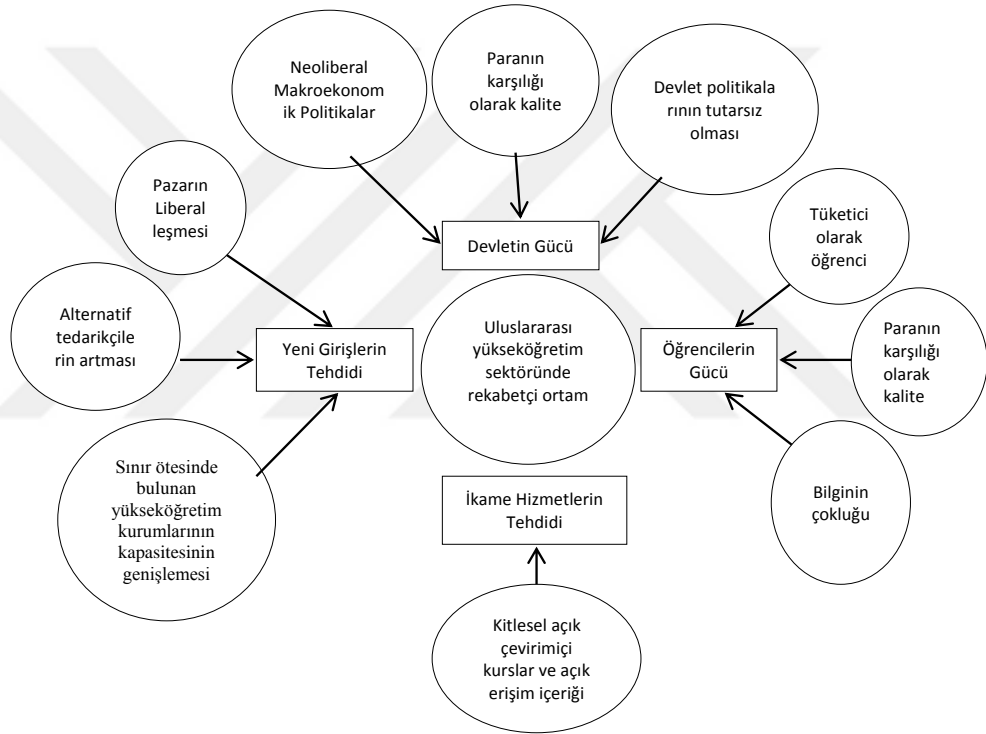 Neoliberal
Makroekonom
ik Politikalar
Paranın
karşılığı
olarak kalite
Devlet politikala
rının tutarsız
olması
Pazarın
Liberal
leşmesi
Devletin Gücü
Tüketici
olarak
öğrenci
Alternatif
tedarikçile
rin artması
Yeni Girişlerin
Tehdidi
Uluslararası
yükseköğretim
sektöründe
rekabetçi ortam
Öğrencilerin
Gücü
Paranın
karşılığı
olarak
kalite
Sınır ötesinde
bulunan
yükseköğretim
kurumlarının
kapasitesinin
genişlemesi
İkame Hizmetlerin
Tehdidi
Bilginin
çokluğu
Kitlesel açık
çevirimiçi
kurslar ve açık
erişim içeriği